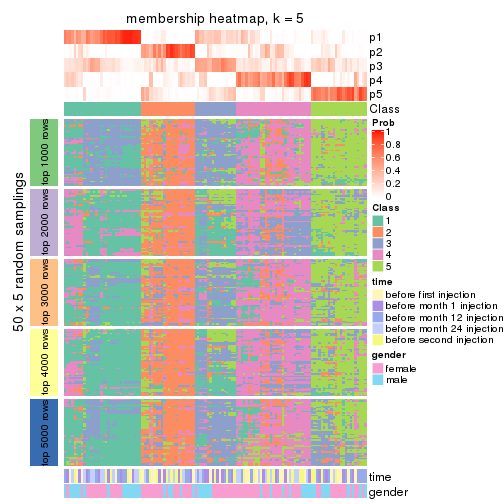 membership heatmap, k = 5
p1
p2
p3
p4
p5
Class
Prob
1
0.8
0.6
0.4
0.2
0
Class
1
2
3
4
5
time
before first injection
before month 1 injection
before month 12 injection
before month 24 injection
before second injection
gender
female
male
50 x 5 random samplings
top 1000 rows
top 2000 rows
top 3000 rows
top 4000 rows
top 5000 rows
time
gender